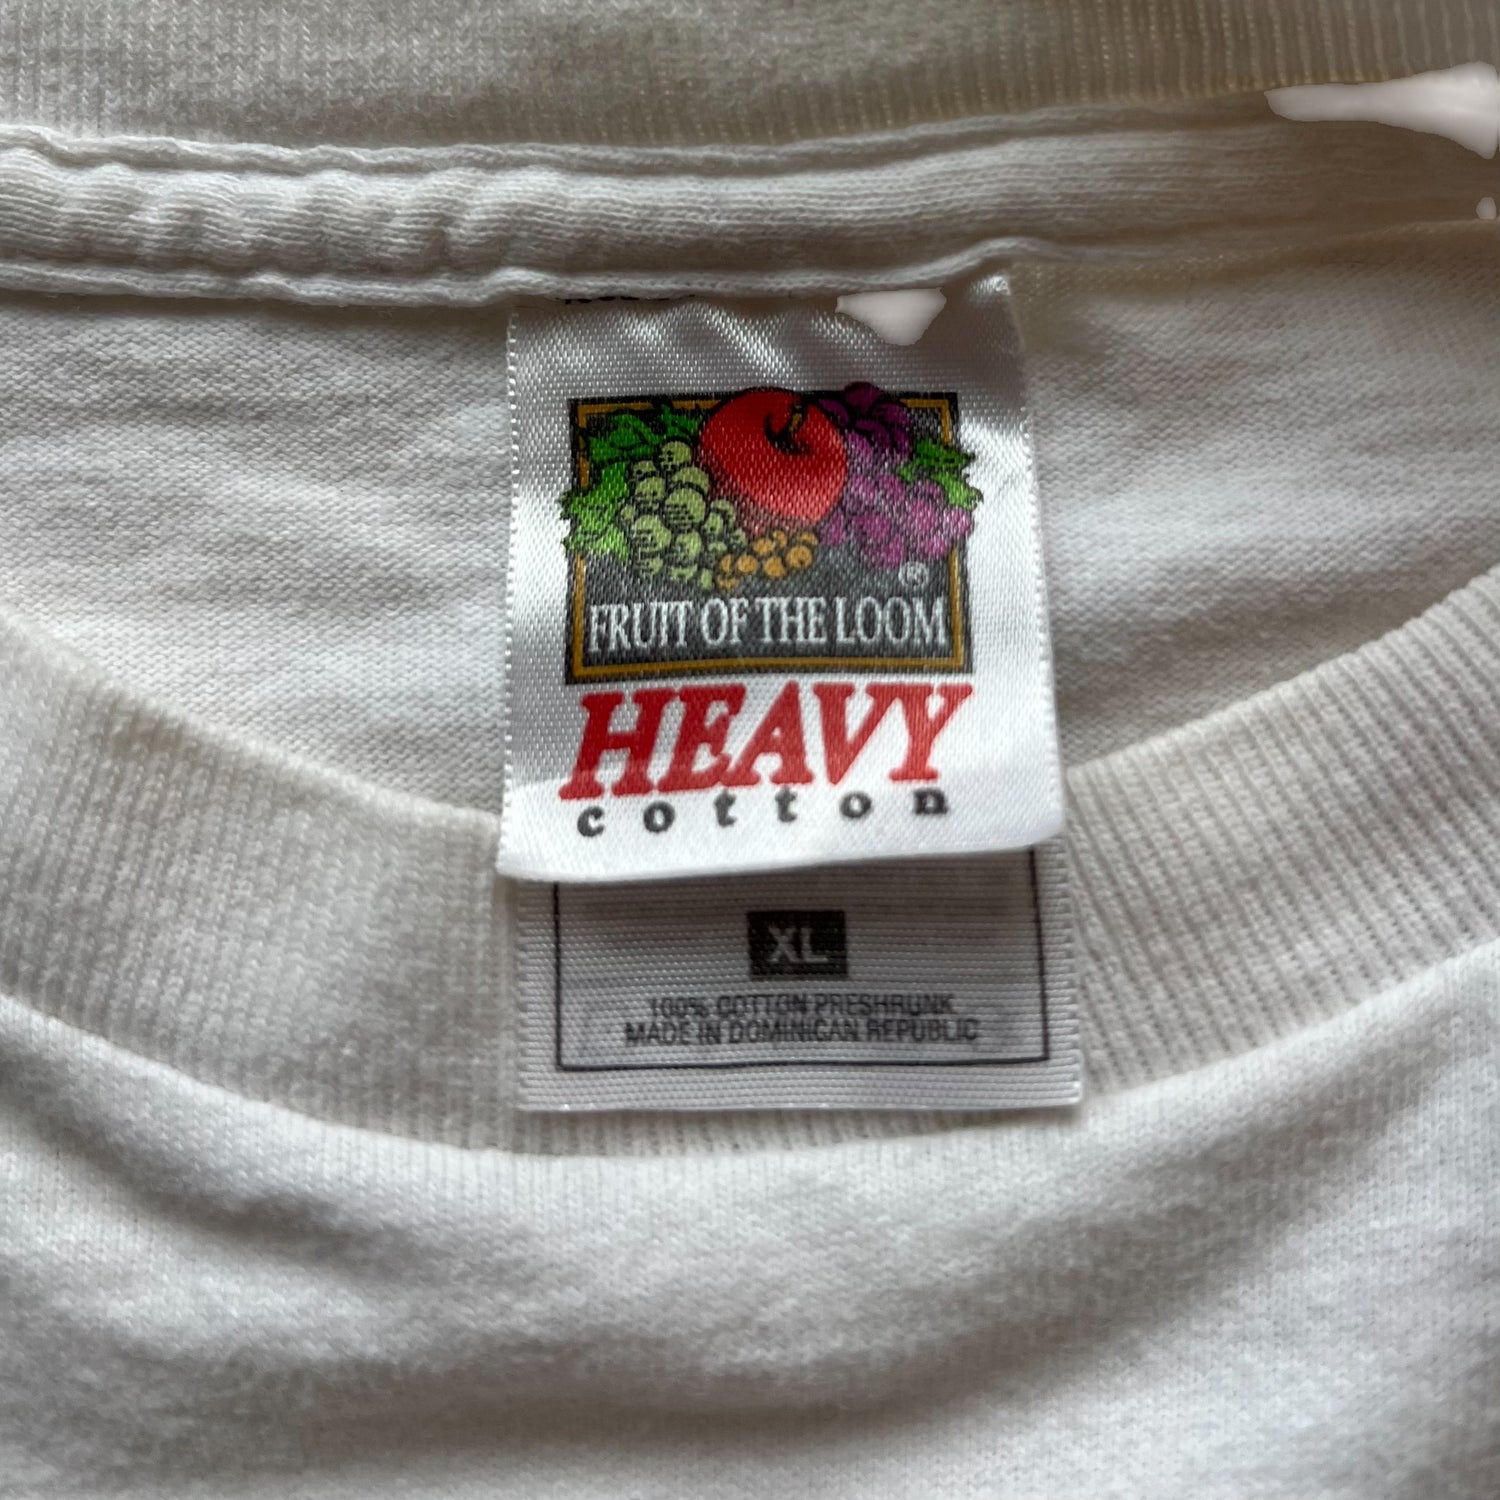 ®
FRUIT OF THE LOOM
HEAVY
cotton
XL
100% COTTON PRESHRUNK
MADE IN DOMINICAN REPUBLIC